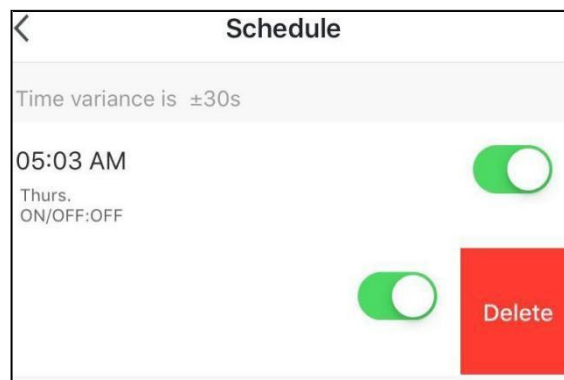 Schedule
Time variance is ±30s
05:03 AM
Thurs.
ON/OFF:OFF
Delete